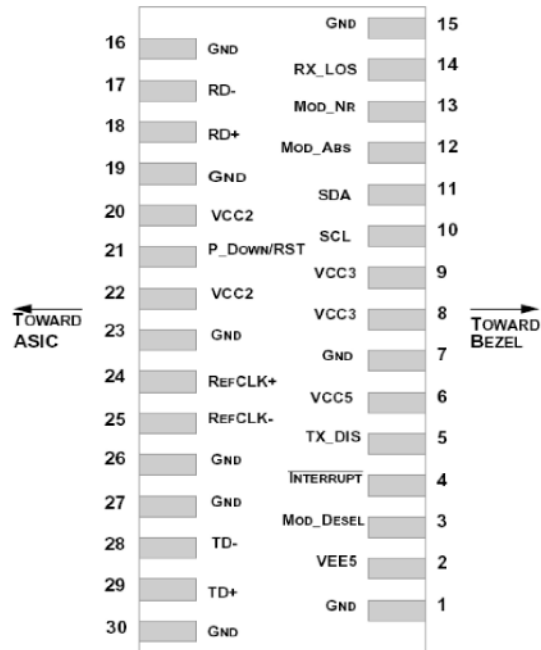 GND 15
16 GND
RX_LOS 14
17 RD-
MOD_NR 13
18 RD+
MOD_ABS 12
19 GND
SDA 11
20 VCC2
SCL 10
21 P_DOWN/RST
VCC3 9
22 VCC2
VCC3 8
TOWARD ASIC
TOWARD BEZEL
23 GND
GND 7
24 REFCLK+
VCC5 6
25 REFCLK-
TX_DIS 5
26 GND
INTERRUPT 4
27 GND
MOD_DESEL 3
28 TD-
VEE5 2
29 TD+
GND 1
30 GND